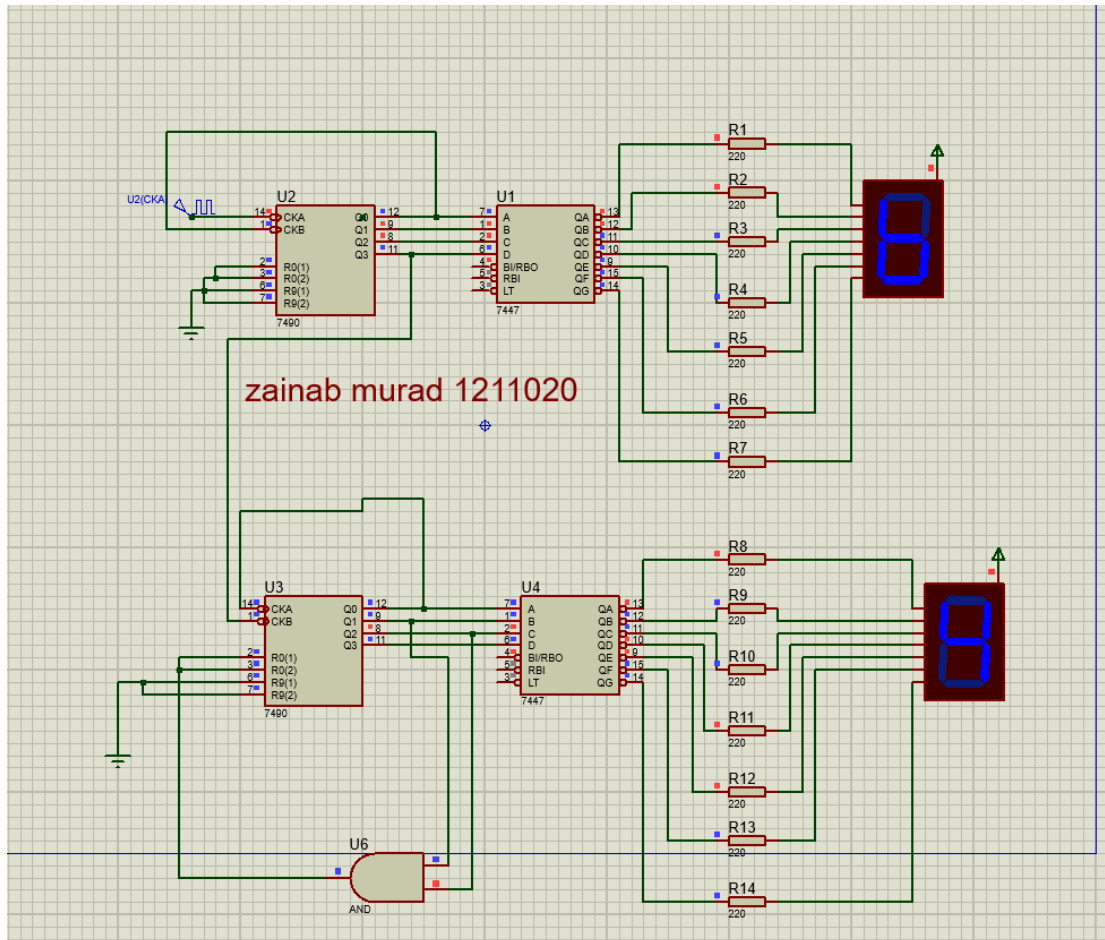 R1
220
R2
220
R3
220
R4
220
R5
220
R6
220
R7
220
U2(CKA)
U2
14 CKA Q0 12
1 CKB Q1 9
Q2 8
Q3 11
2 R0(1)
3 R0(2)
6 R9(1)
7 R9(2)
7490
U1
7 A QA 13
1 B QB 12
2 C QC 11
6 D QD 10
4 BI/RBO QE 9
5 RBI QF 15
3 LT QG 14
7447
zainab murad 1211020
U3
14 CKA Q0 12
1 CKB Q1 9
Q2 8
Q3 11
2 R0(1)
3 R0(2)
6 R9(1)
7 R9(2)
7490
U4
7 A QA 13
1 B QB 12
2 C QC 11
6 D QD 10
4 BI/RBO QE 9
5 RBI QF 15
3 LT QG 14
7447
R8
220
R9
220
R10
220
R11
220
R12
220
R13
220
R14
220
U6
AND